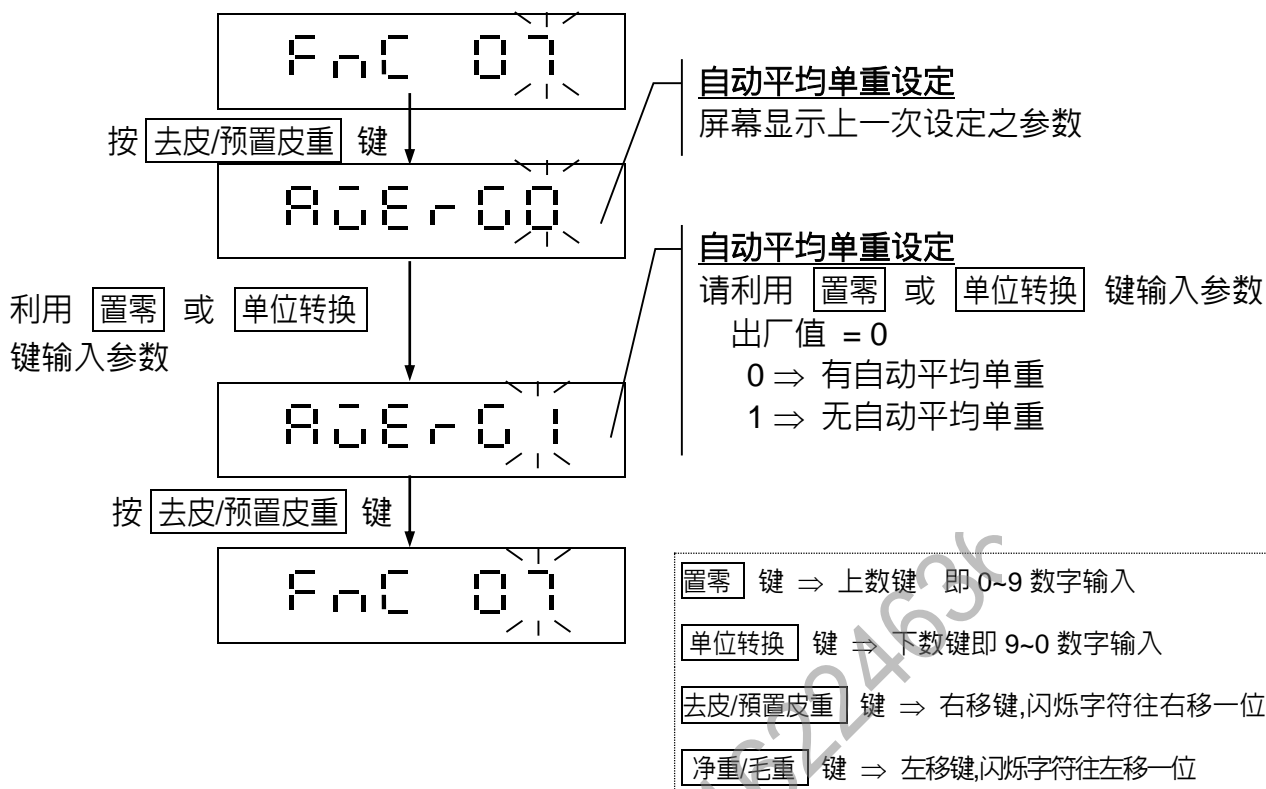 FnC 07
按 去皮/预置皮重 键
自动平均单重设定
屏幕显示上一次设定之参数
AvErG0
利用 置零 或 单位转换
键输入参数
自动平均单重设定
请利用 置零 或 单位转换 键输入参数
出厂值 = 0
0 ⇒ 有自动平均单重
1 ⇒ 无自动平均单重
AvErG1
按 去皮/预置皮重 键
FnC 07
置零 键 ⇒ 上数键 即 0~9 数字输入
单位转换 键 ⇒ 下数键即 9~0 数字输入
去皮/預置皮重 键 ⇒ 右移键,闪烁字符往右移一位
净重/毛重 键 ⇒ 左移键,闪烁字符往左移一位